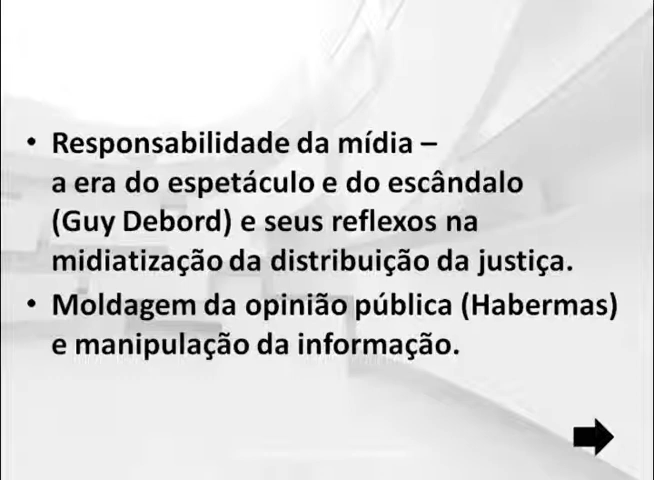 • Responsabilidade da mídia –
a era do espetáculo e do escândalo
(Guy Debord) e seus reflexos na
midiatização da distribuição da justiça.
• Moldagem da opinião pública (Habermas)
e manipulação da informação.